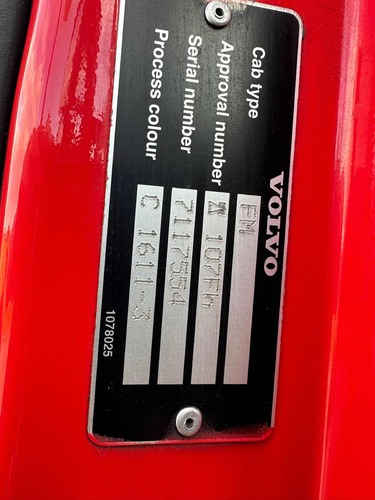 VOLVO
Cab type FM
Approval number 107Fh
Serial number 7117554
Process colour C 1611-3
1078025